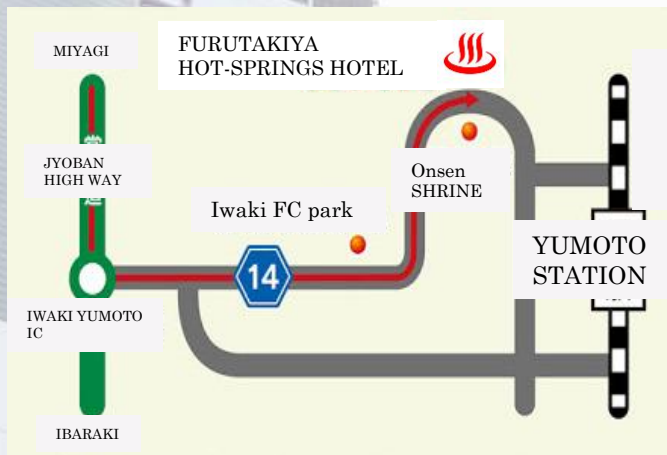 MIYAGI
FURUTAKIYA
HOT-SPRINGS HOTEL
JYOBAN
HIGH WAY
Onsen
SHRINE
Iwaki FC park
YUMOTO
STATION
14
IWAKI YUMOTO
IC
IBARAKI